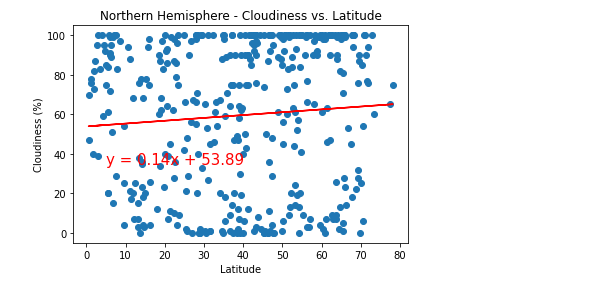 Northern Hemisphere - Cloudiness vs. Latitude
100
80
60
40
20
0
Cloudiness (%)
y = 0.14x + 53.89
0 10 20 30 40 50 60 70 80
Latitude